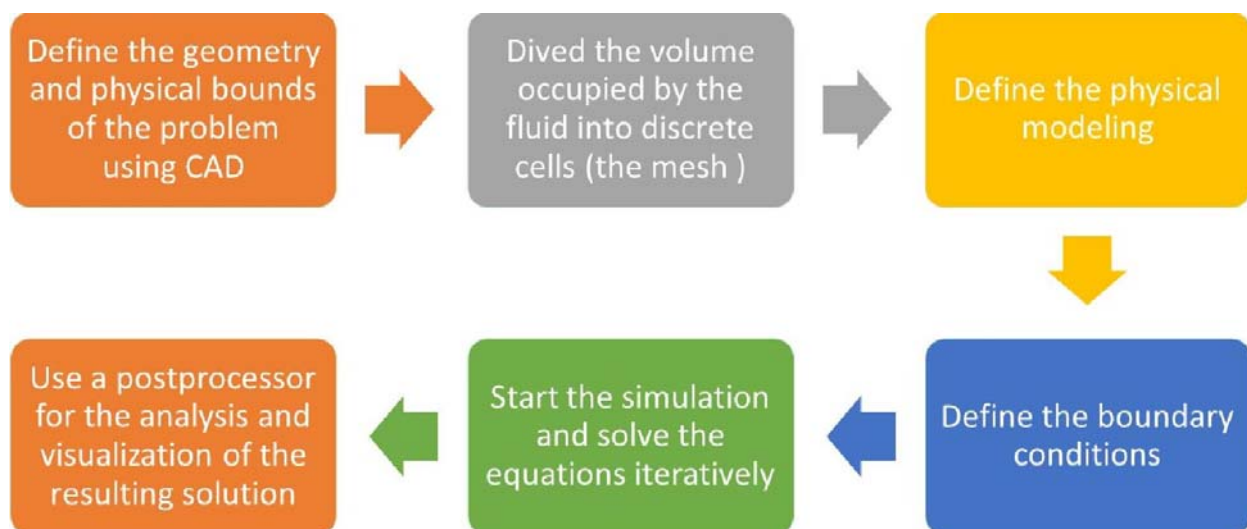 Define the geometry
and physical bounds
of the problem
using CAD
Dived the volume
occupied by the
fluid into discrete
cells (the mesh )
Define the physical
modeling
Define the boundary
conditions
Start the simulation
and solve the
equations iteratively
Use a postprocessor
for the analysis and
visualization of the
resulting solution